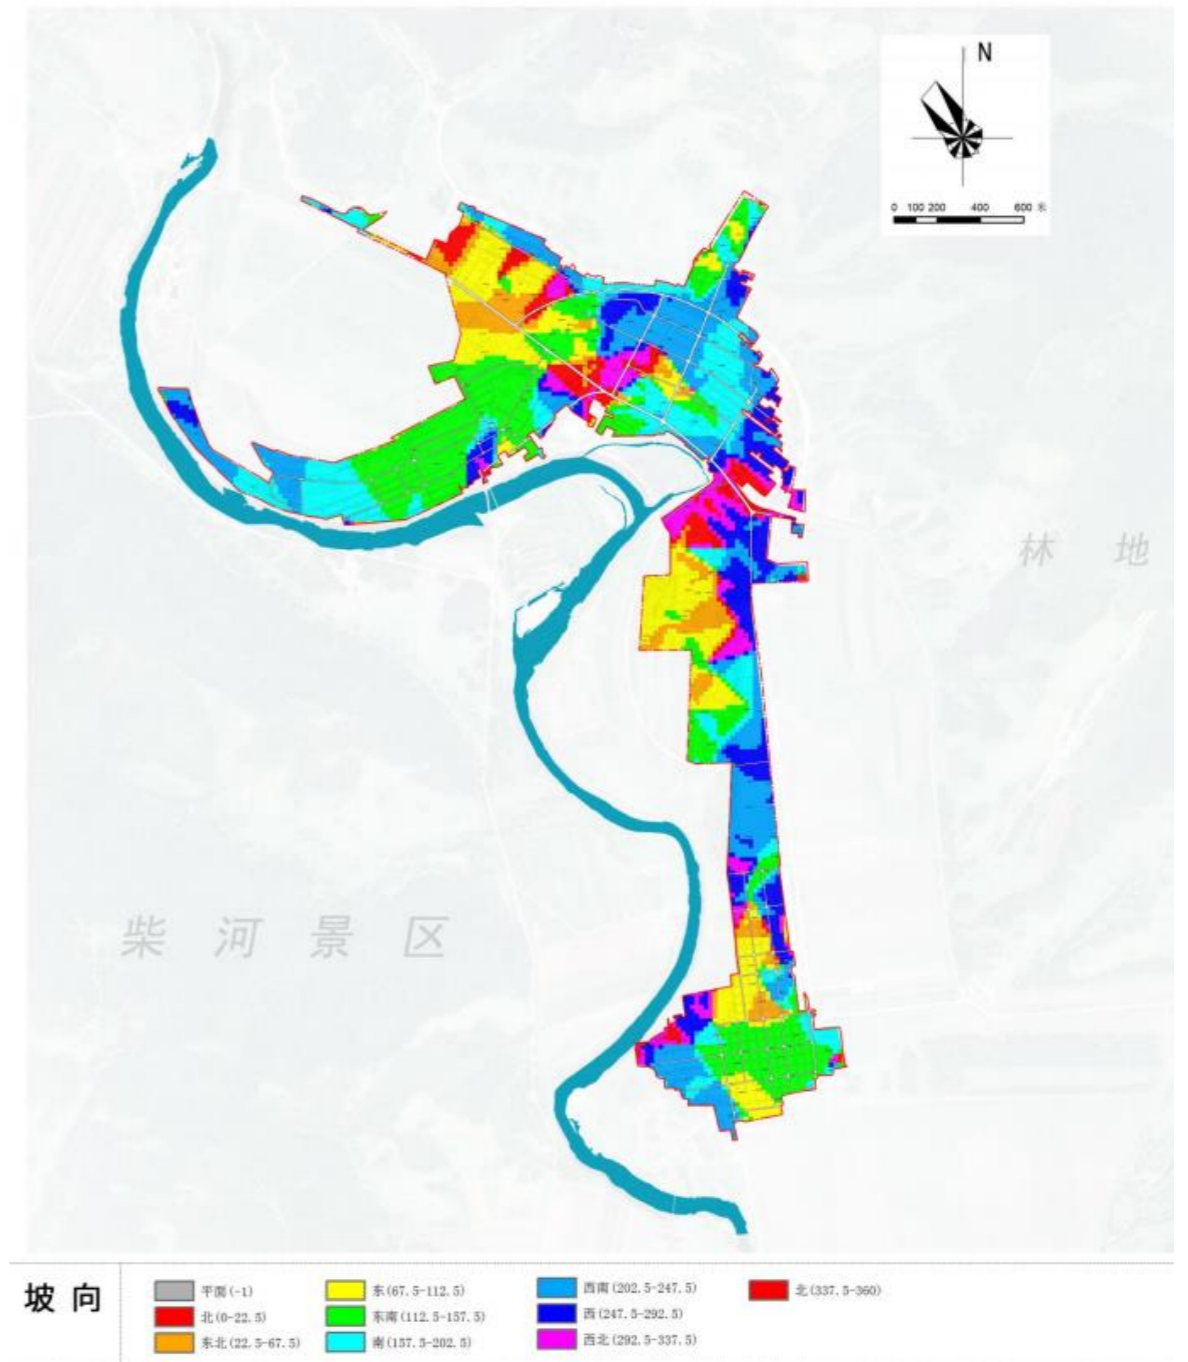 N
0 100 200 400 600 米
林 地
柴 河 景 区
坡 向
平面(-1)
北(0-22.5)
东北(22.5-67.5)
东(67.5-112.5)
东南(112.5-157.5)
南(157.5-202.5)
西南(202.5-247.5)
西(247.5-292.5)
西北(292.5-337.5)
北(337.5-360)